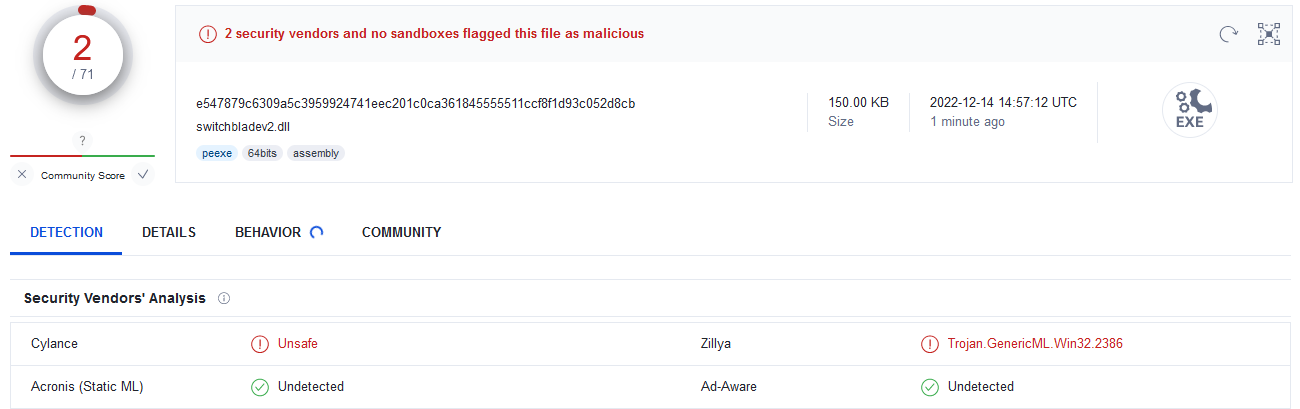 2
/ 71
?
Community Score
2 security vendors and no sandboxes flagged this file as malicious
e547879c6309a5c3959924741eec201c0ca361845555511ccf8f1d93c052d8cb
switchbladev2.dll
peexe 64bits assembly
150.00 KB
Size
2022-12-14 14:57:12 UTC
1 minute ago
EXE
DETECTION DETAILS BEHAVIOR COMMUNITY
Security Vendors' Analysis
Cylance Unsafe Zillya Trojan.GenericML.Win32.2386
Acronis (Static ML) Undetected Ad-Aware Undetected